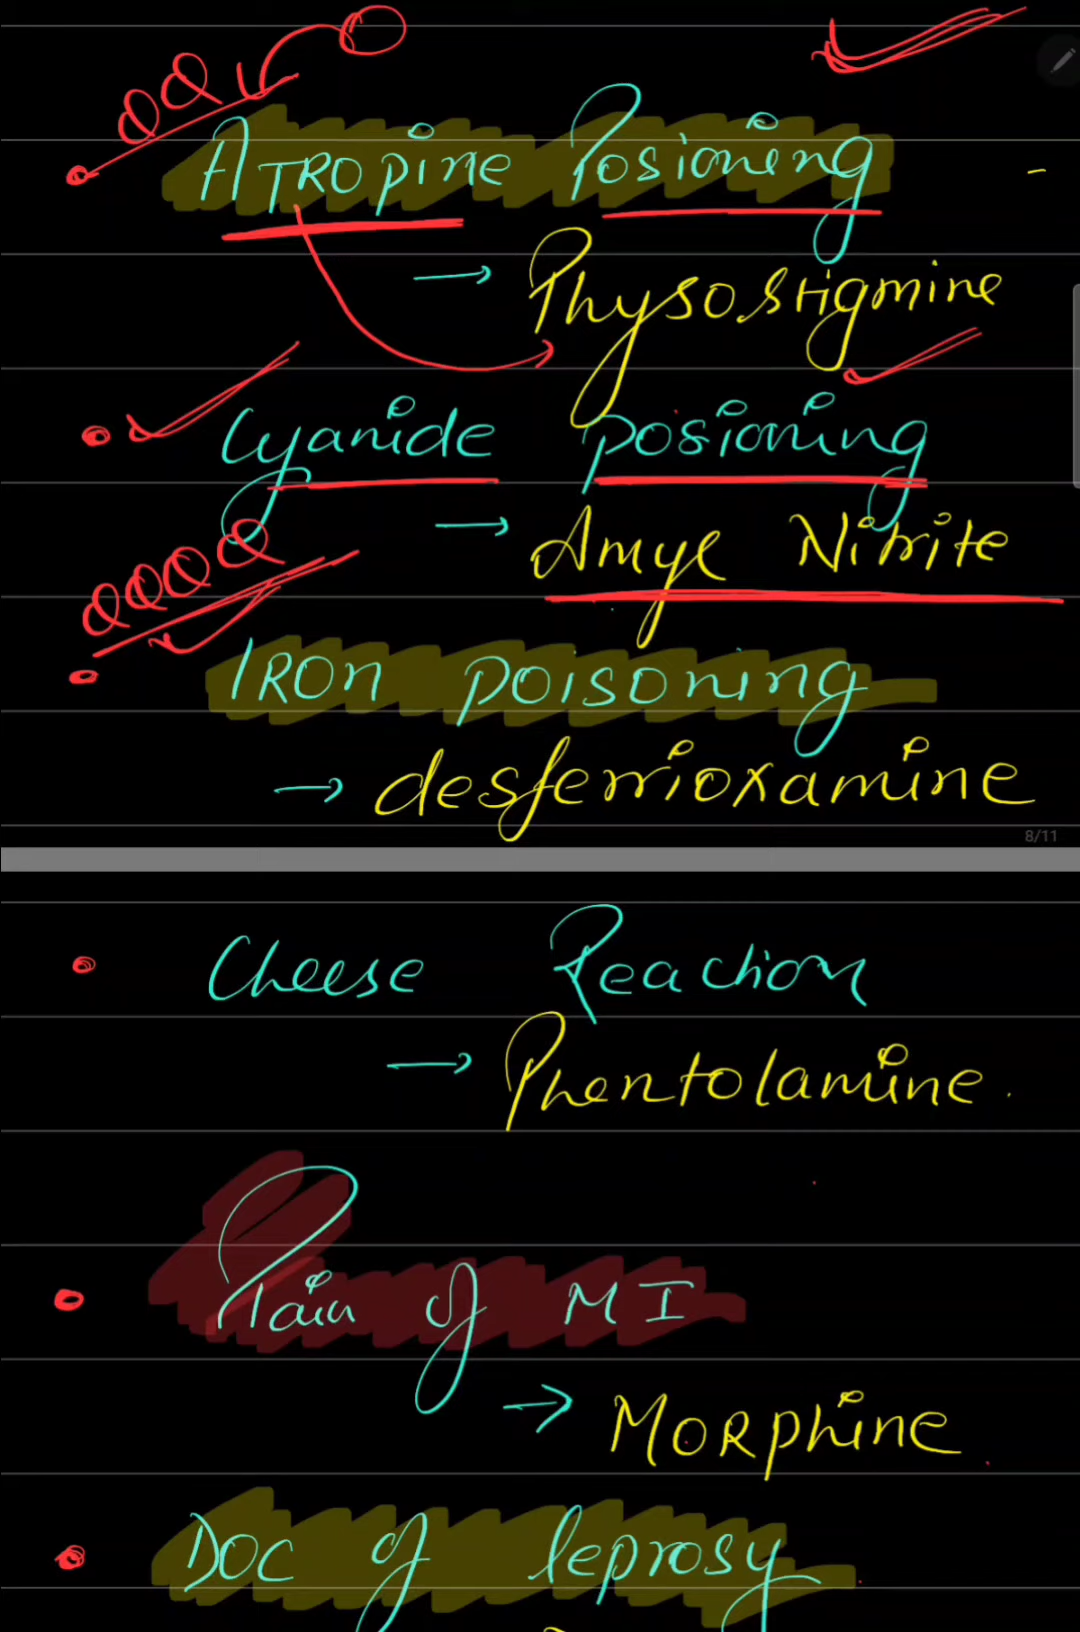 ATROPine Posioning
→ Physostigmine
Cyanide posioning
→ Amyl Nitrite
IRON poisoning
→ desferrioxamine
8/11
Cheese Reaction
→ Phentolamine.
Pain of MI
→ MORphine
DOC of leprosy